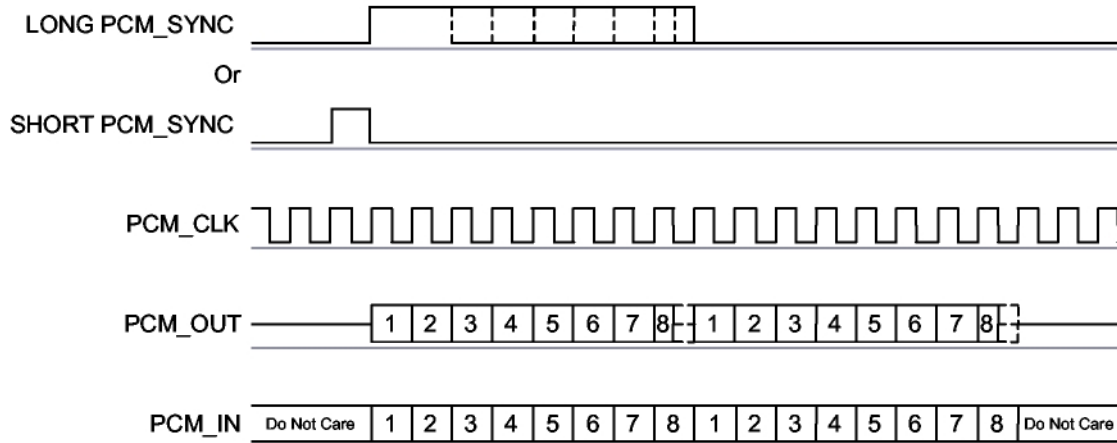 LONG PCM_SYNC
Or
SHORT PCM_SYNC
PCM_CLK
PCM_OUT 1 2 3 4 5 6 7 8 1 2 3 4 5 6 7 8
PCM_IN Do Not Care 1 2 3 4 5 6 7 8 1 2 3 4 5 6 7 8 Do Not Care